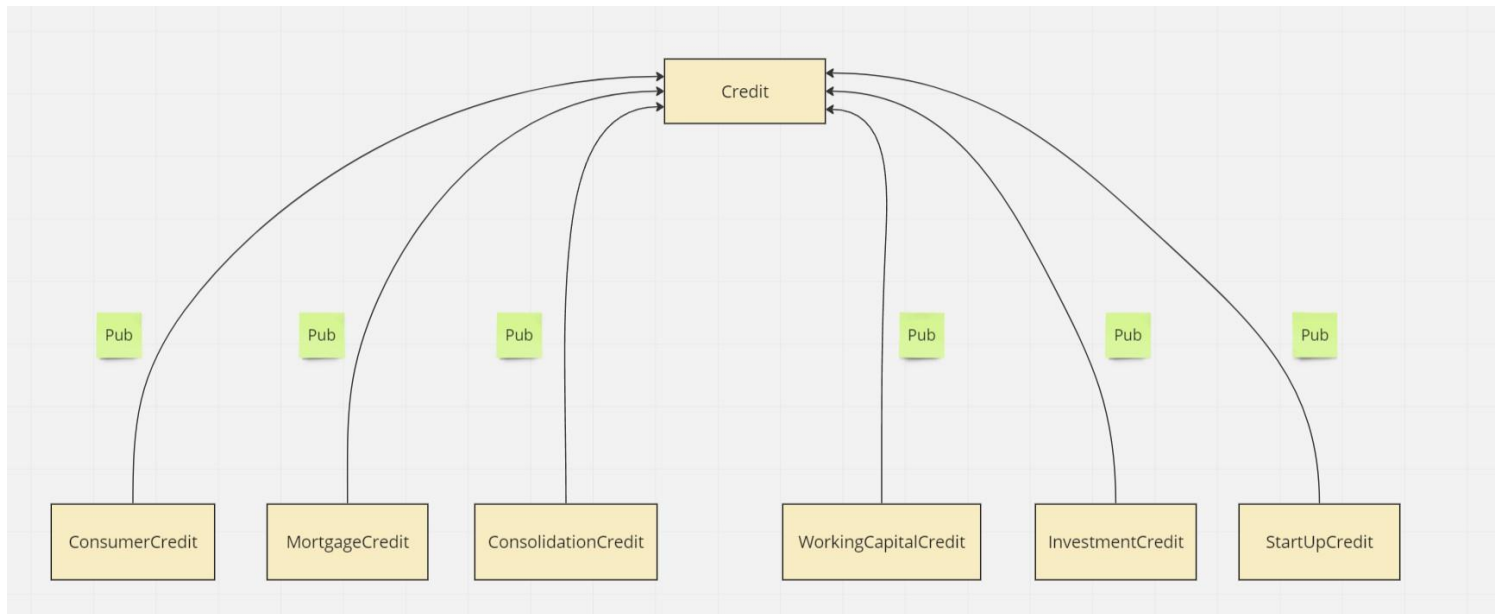 Credit
Pub
Pub
Pub
Pub
Pub
Pub
ConsumerCredit
MortgageCredit
ConsolidationCredit
WorkingCapitalCredit
InvestmentCredit
StartUpCredit